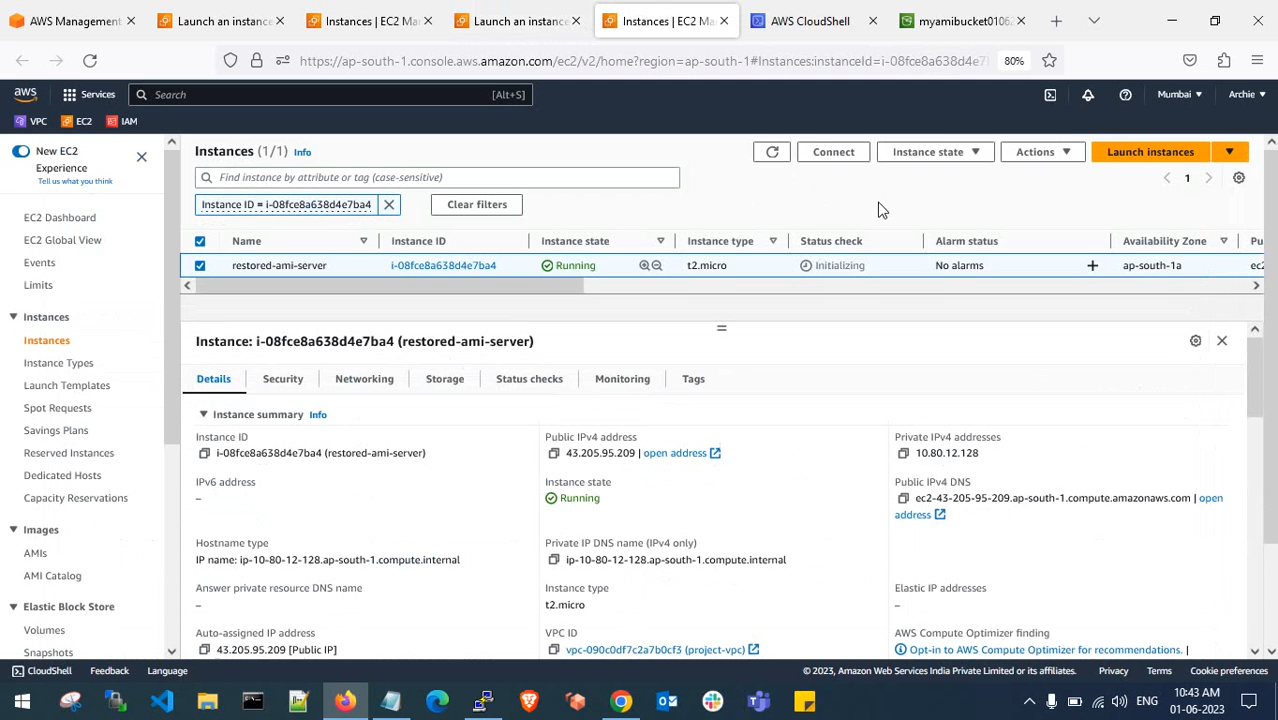 AWS Management
Launch an instance
Instances | EC2 Ma
Launch an instance
Instances | EC2 Ma
AWS CloudShell
myamibucket0106
https://ap-south-1.console.aws.amazon.com/ec2/v2/home?region=ap-south-1#Instances:instanceId=i-08fce8a638d4e7b
80%
aws
Services
Search
[Alt+S]
Mumbai
Archie
VPC
EC2
IAM
New EC2
Experience
Tell us what you think
EC2 Dashboard
EC2 Global View
Events
Limits
Instances
Instances
Instance Types
Launch Templates
Spot Requests
Savings Plans
Reserved Instances
Dedicated Hosts
Capacity Reservations
Images
AMIs
AMI Catalog
Elastic Block Store
Volumes
Snapshots
Instances (1/1) Info
Connect
Instance state
Actions
Launch instances
Find instance by attribute or tag (case-sensitive)
1
Instance ID = i-08fce8a638d4e7ba4
Clear filters
Name Instance ID Instance state Instance type Status check Alarm status Availability Zone Pu
restored-ami-server i-08fce8a638d4e7ba4 Running t2.micro Initializing No alarms + ap-south-1a ec2
Instance: i-08fce8a638d4e7ba4 (restored-ami-server)
Details Security Networking Storage Status checks Monitoring Tags
Instance summary Info
Instance ID
i-08fce8a638d4e7ba4 (restored-ami-server)
Public IPv4 address
43.205.95.209 | open address
Private IPv4 addresses
10.80.12.128
IPv6 address
–
Instance state
Running
Public IPv4 DNS
ec2-43-205-95-209.ap-south-1.compute.amazonaws.com | open
address
Hostname type
IP name: ip-10-80-12-128.ap-south-1.compute.internal
Private IP DNS name (IPv4 only)
ip-10-80-12-128.ap-south-1.compute.internal
Answer private resource DNS name
–
Instance type
t2.micro
Elastic IP addresses
–
Auto-assigned IP address
43.205.95.209 [Public IP]
VPC ID
vpc-090c0df7c2a7b0cf3 (project-vpc)
AWS Compute Optimizer finding
Opt-in to AWS Compute Optimizer for recommendations. |
CloudShell
Feedback
Language
© 2023, Amazon Web Services India Private Limited or its affiliates.
Privacy
Terms
Cookie preferences
ENG
10:43 AM
01-06-2023